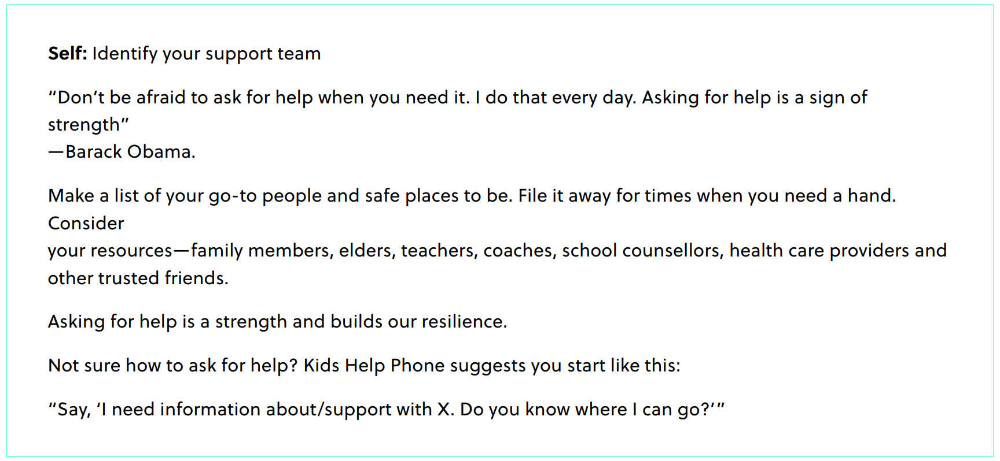 Self: Identify your support team
“Don’t be afraid to ask for help when you need it. I do that every day. Asking for help is a sign of
strength”
—Barack Obama.
Make a list of your go-to people and safe places to be. File it away for times when you need a hand.
Consider
your resources—family members, elders, teachers, coaches, school counsellors, health care providers and
other trusted friends.
Asking for help is a strength and builds our resilience.
Not sure how to ask for help? Kids Help Phone suggests you start like this:
“Say, ‘I need information about/support with X. Do you know where I can go?’”